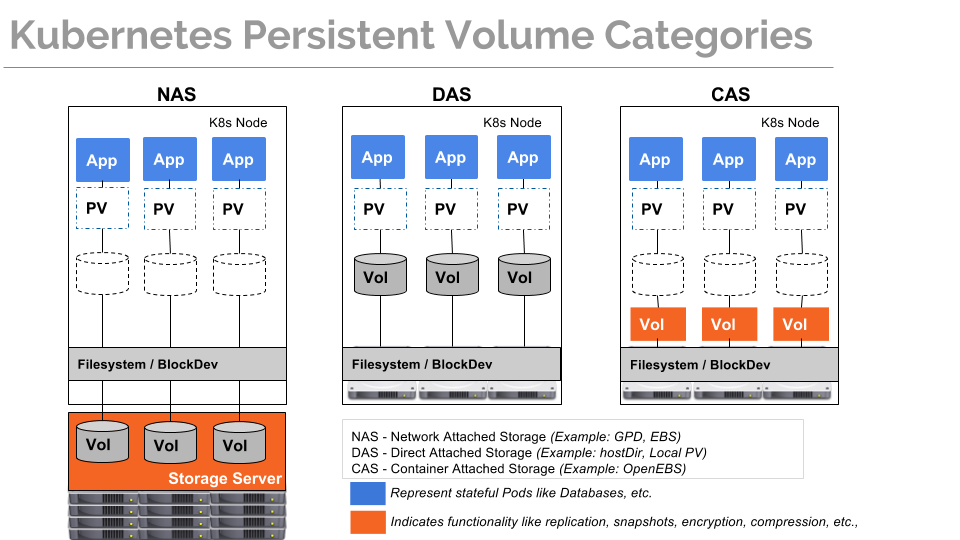 Kubernetes Persistent Volume Categories
NAS
K8s Node
App App App
PV PV PV
Filesystem / BlockDev
Vol Vol Vol
Storage Server
DAS
K8s Node
App App App
PV PV PV
Vol Vol Vol
Filesystem / BlockDev
CAS
K8s Node
App App App
PV PV PV
Vol Vol Vol
Filesystem / BlockDev
NAS - Network Attached Storage (Example: GPD, EBS)
DAS - Direct Attached Storage (Example: hostDir, Local PV)
CAS - Container Attached Storage (Example: OpenEBS)
Represent stateful Pods like Databases, etc.
Indicates functionality like replication, snapshots, encryption, compression, etc.,